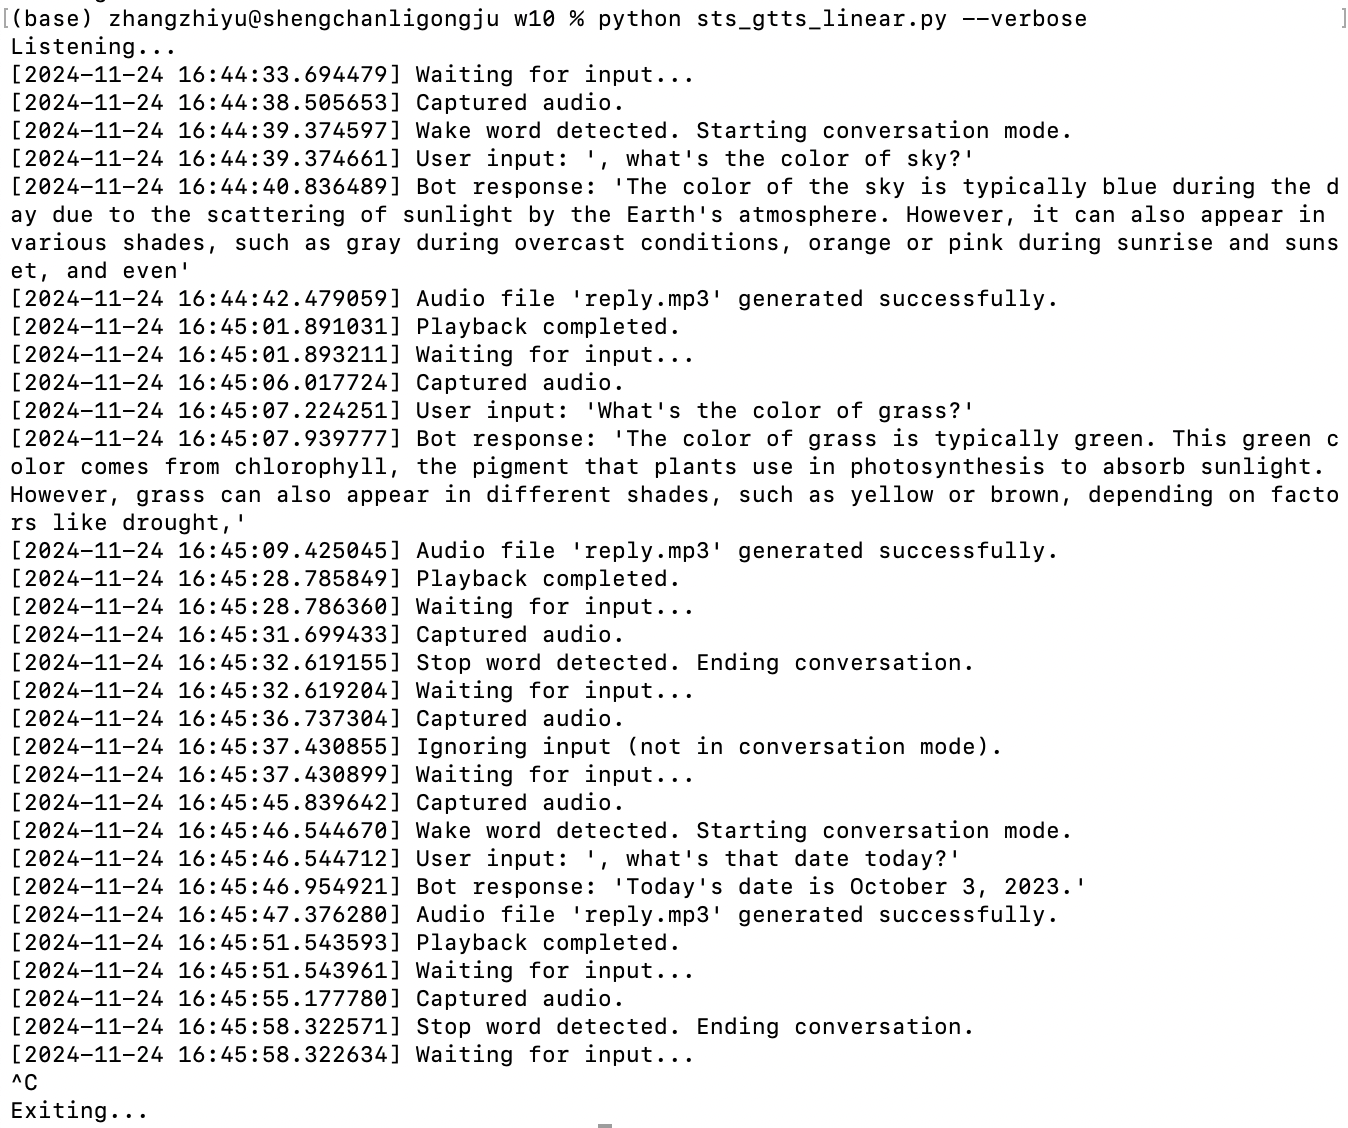 [(base) zhangzhiyu@shengchanligongju w10 % python sts_gtts_linear.py --verbose ]
Listening...
[2024-11-24 16:44:33.694479] Waiting for input...
[2024-11-24 16:44:38.505653] Captured audio.
[2024-11-24 16:44:39.374597] Wake word detected. Starting conversation mode.
[2024-11-24 16:44:39.374661] User input: ', what's the color of sky?'
[2024-11-24 16:44:40.836489] Bot response: 'The color of the sky is typically blue during the d
ay due to the scattering of sunlight by the Earth's atmosphere. However, it can also appear in
various shades, such as gray during overcast conditions, orange or pink during sunrise and suns
et, and even'
[2024-11-24 16:44:42.479059] Audio file 'reply.mp3' generated successfully.
[2024-11-24 16:45:01.891031] Playback completed.
[2024-11-24 16:45:01.893211] Waiting for input...
[2024-11-24 16:45:06.017724] Captured audio.
[2024-11-24 16:45:07.224251] User input: 'What's the color of grass?'
[2024-11-24 16:45:07.939777] Bot response: 'The color of grass is typically green. This green c
olor comes from chlorophyll, the pigment that plants use in photosynthesis to absorb sunlight.
However, grass can also appear in different shades, such as yellow or brown, depending on facto
rs like drought,'
[2024-11-24 16:45:09.425045] Audio file 'reply.mp3' generated successfully.
[2024-11-24 16:45:28.785849] Playback completed.
[2024-11-24 16:45:28.786360] Waiting for input...
[2024-11-24 16:45:31.699433] Captured audio.
[2024-11-24 16:45:32.619155] Stop word detected. Ending conversation.
[2024-11-24 16:45:32.619204] Waiting for input...
[2024-11-24 16:45:36.737304] Captured audio.
[2024-11-24 16:45:37.430855] Ignoring input (not in conversation mode).
[2024-11-24 16:45:37.430899] Waiting for input...
[2024-11-24 16:45:45.839642] Captured audio.
[2024-11-24 16:45:46.544670] Wake word detected. Starting conversation mode.
[2024-11-24 16:45:46.544712] User input: ', what's that date today?'
[2024-11-24 16:45:46.954921] Bot response: 'Today's date is October 3, 2023.'
[2024-11-24 16:45:47.376280] Audio file 'reply.mp3' generated successfully.
[2024-11-24 16:45:51.543593] Playback completed.
[2024-11-24 16:45:51.543961] Waiting for input...
[2024-11-24 16:45:55.177780] Captured audio.
[2024-11-24 16:45:58.322571] Stop word detected. Ending conversation.
[2024-11-24 16:45:58.322634] Waiting for input...
^C
Exiting...